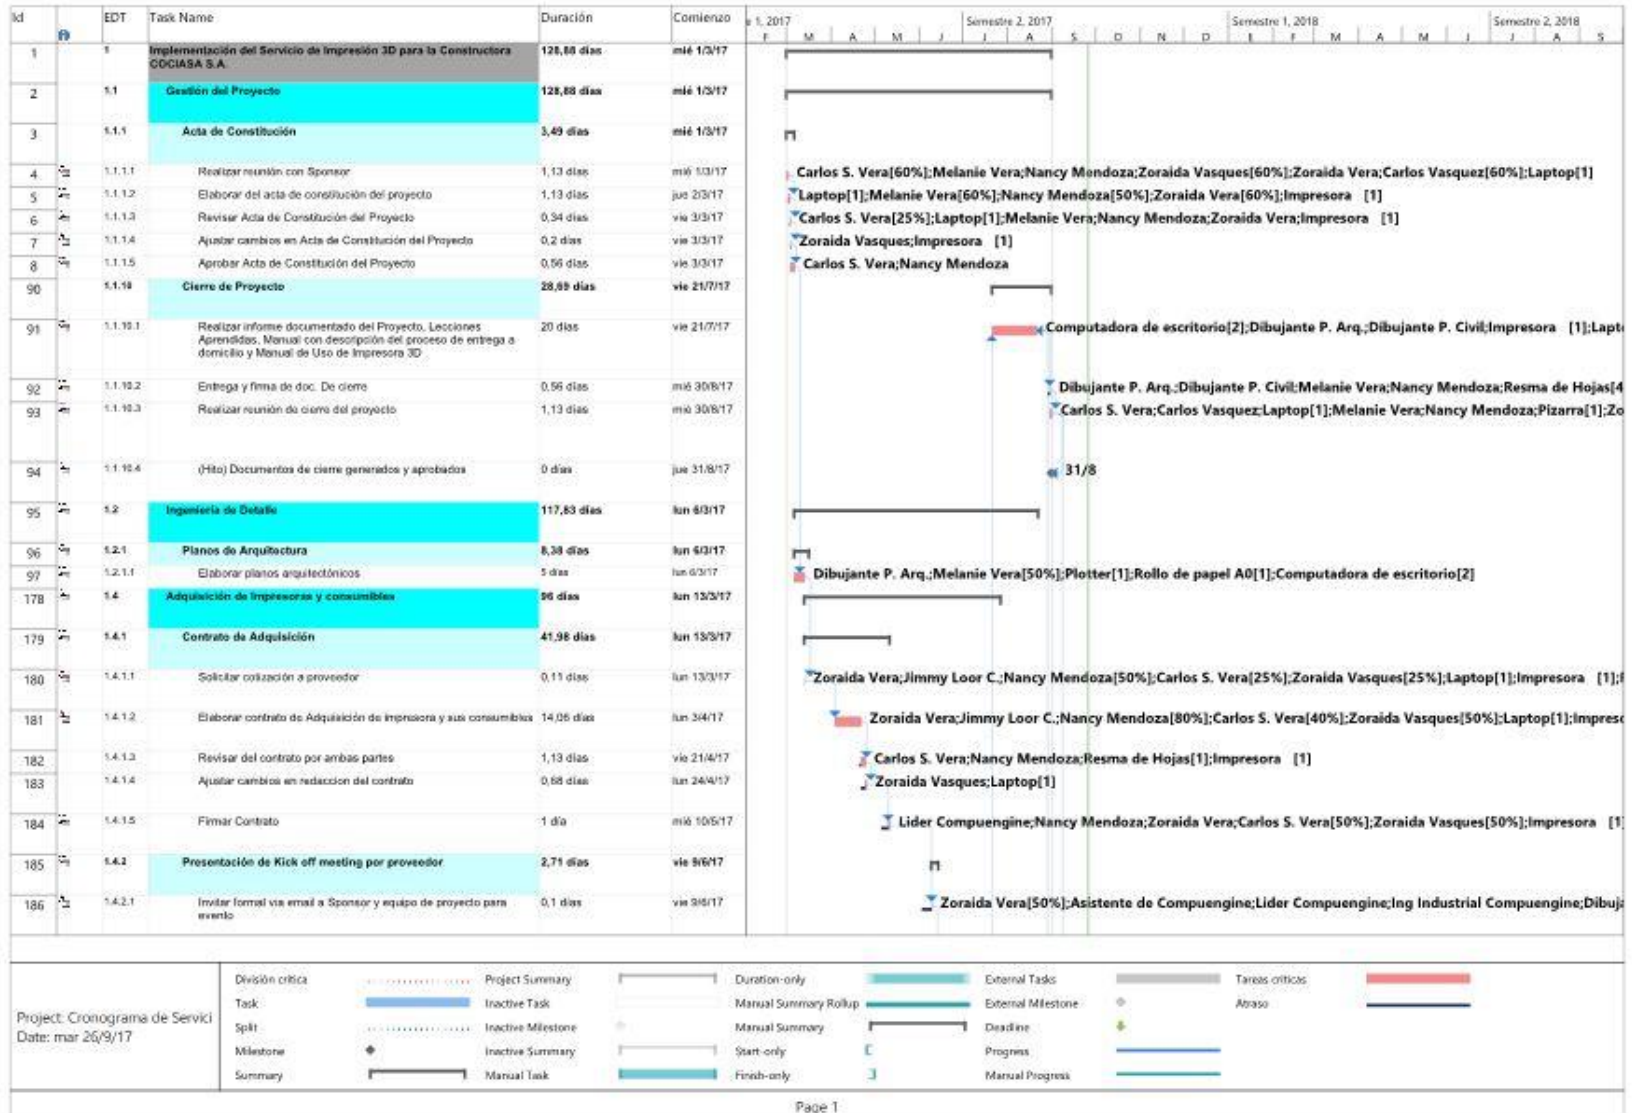 Id EDT Task Name Duración Comienzo e 1, 2017 Semestre 2, 2017 Semestre 1, 2018 Semestre 2, 2018
F M A M J J A S O N D E F M A M J J A S
1 1 Implementación del Servicio de Impresión 3D para la Constructora 128,88 días mié 1/3/17
COCIASA S.A.
2 1.1 Gestión del Proyecto 128,88 días mié 1/3/17
3 1.1.1 Acta de Constitución 3,49 días mié 1/3/17
4 1.1.1.1 Realizar reunión con Sponsor 1,13 días mié 1/3/17 Carlos S. Vera[60%];Melanie Vera;Nancy Mendoza;Zoraida Vasques[60%];Zoraida Vera;Carlos Vasquez[60%];Laptop[1]
5 1.1.1.2 Elaborar del acta de constitución del proyecto 1,13 días jue 2/3/17 Laptop[1];Melanie Vera[60%];Nancy Mendoza[50%];Zoraida Vera[60%];Impresora [1]
6 1.1.1.3 Revisar Acta de Constitución del Proyecto 0,34 días vie 3/3/17 Carlos S. Vera[25%];Laptop[1];Melanie Vera;Nancy Mendoza;Zoraida Vera;Impresora [1]
7 1.1.1.4 Ajustar cambios en Acta de Constitución del Proyecto 0,2 días vie 3/3/17 Zoraida Vasques;Impresora [1]
8 1.1.1.5 Aprobar Acta de Constitución del Proyecto 0,56 días vie 3/3/17 Carlos S. Vera;Nancy Mendoza
90 1.1.10 Cierre de Proyecto 28,69 días vie 21/7/17
91 1.1.10.1 Realizar informe documentado del Proyecto, Lecciones 20 días vie 21/7/17 Computadora de escritorio[2];Dibujante P. Arq.;Dibujante P. Civil;Impresora [1];Lapt
Aprendidas, Manual con descripción del proceso de entrega a
domicilio y Manual de Uso de Impresora 3D
92 1.1.10.2 Entrega y firma de doc. De cierre 0,56 días mié 30/8/17 Dibujante P. Arq.;Dibujante P. Civil;Melanie Vera;Nancy Mendoza;Resma de Hojas[4
93 1.1.10.3 Realizar reunión de cierre del proyecto 1,13 días mié 30/8/17 Carlos S. Vera;Carlos Vasquez;Laptop[1];Melanie Vera;Nancy Mendoza;Pizarra[1];Zo
94 1.1.10.4 (Hito) Documentos de cierre generados y aprobados 0 días jue 31/8/17 31/8
95 1.2 Ingeniería de Detalle 117,83 días lun 6/3/17
96 1.2.1 Planos de Arquitectura 8,38 días lun 6/3/17
97 1.2.1.1 Elaborar planos arquitectónicos 5 días lun 6/3/17 Dibujante P. Arq.;Melanie Vera[50%];Plotter[1];Rollo de papel A0[1];Computadora de escritorio[2]
178 1.4 Adquisición de Impresoras y consumibles 96 días lun 13/3/17
179 1.4.1 Contrato de Adquisición 41,98 días lun 13/3/17
180 1.4.1.1 Solicitar cotización a proveedor 0,11 días lun 13/3/17 Zoraida Vera;Jimmy Loor C.;Nancy Mendoza[50%];Carlos S. Vera[25%];Zoraida Vasques[25%];Laptop[1];Impresora [1];
181 1.4.1.2 Elaborar contrato de Adquisición de impresora y sus consumibles 14,06 días lun 3/4/17 Zoraida Vera;Jimmy Loor C.;Nancy Mendoza[80%];Carlos S. Vera[40%];Zoraida Vasques[50%];Laptop[1];Impreso
182 1.4.1.3 Revisar del contrato por ambas partes 1,13 días vie 21/4/17 Carlos S. Vera;Nancy Mendoza;Resma de Hojas[1];Impresora [1]
183 1.4.1.4 Ajustar cambios en redaccion del contrato 0,68 días lun 24/4/17 Zoraida Vasques;Laptop[1]
184 1.4.1.5 Firmar Contrato 1 día mié 10/5/17 Lider Compuengine;Nancy Mendoza;Zoraida Vera;Carlos S. Vera[50%];Zoraida Vasques[50%];Impresora [1
185 1.4.2 Presentación de Kick off meeting por proveedor 2,71 días vie 9/6/17
186 1.4.2.1 Invitar formal via email a Sponsor y equipo de proyecto para 0,1 días vie 9/6/17 Zoraida Vera[50%];Asistente de Compuengine;Lider Compuengine;Ing Industrial Compuengine;Dibuja
evento
Project: Cronograma de Servici
Date: mar 26/9/17
División crítica Project Summary Duration-only External Tasks Tareas críticas
Task Inactive Task Manual Summary Rollup External Milestone Atraso
Split Inactive Milestone Manual Summary Deadline
Milestone Inactive Summary Start-only Progress
Summary Manual Task Finish-only Manual Progress
Page 1